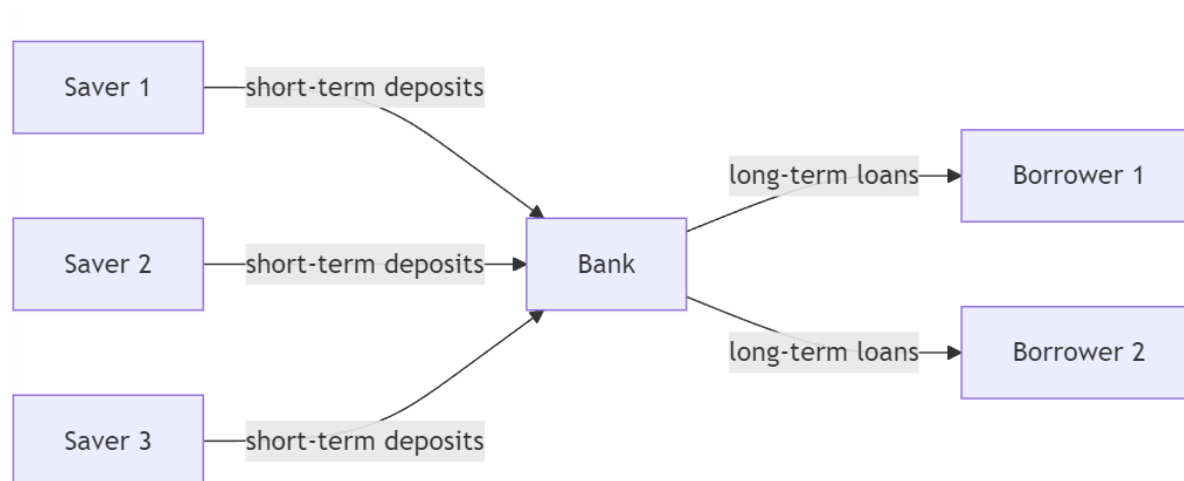 Saver 1
short-term deposits
Saver 2
short-term deposits
Saver 3
short-term deposits
Bank
long-term loans
Borrower 1
long-term loans
Borrower 2